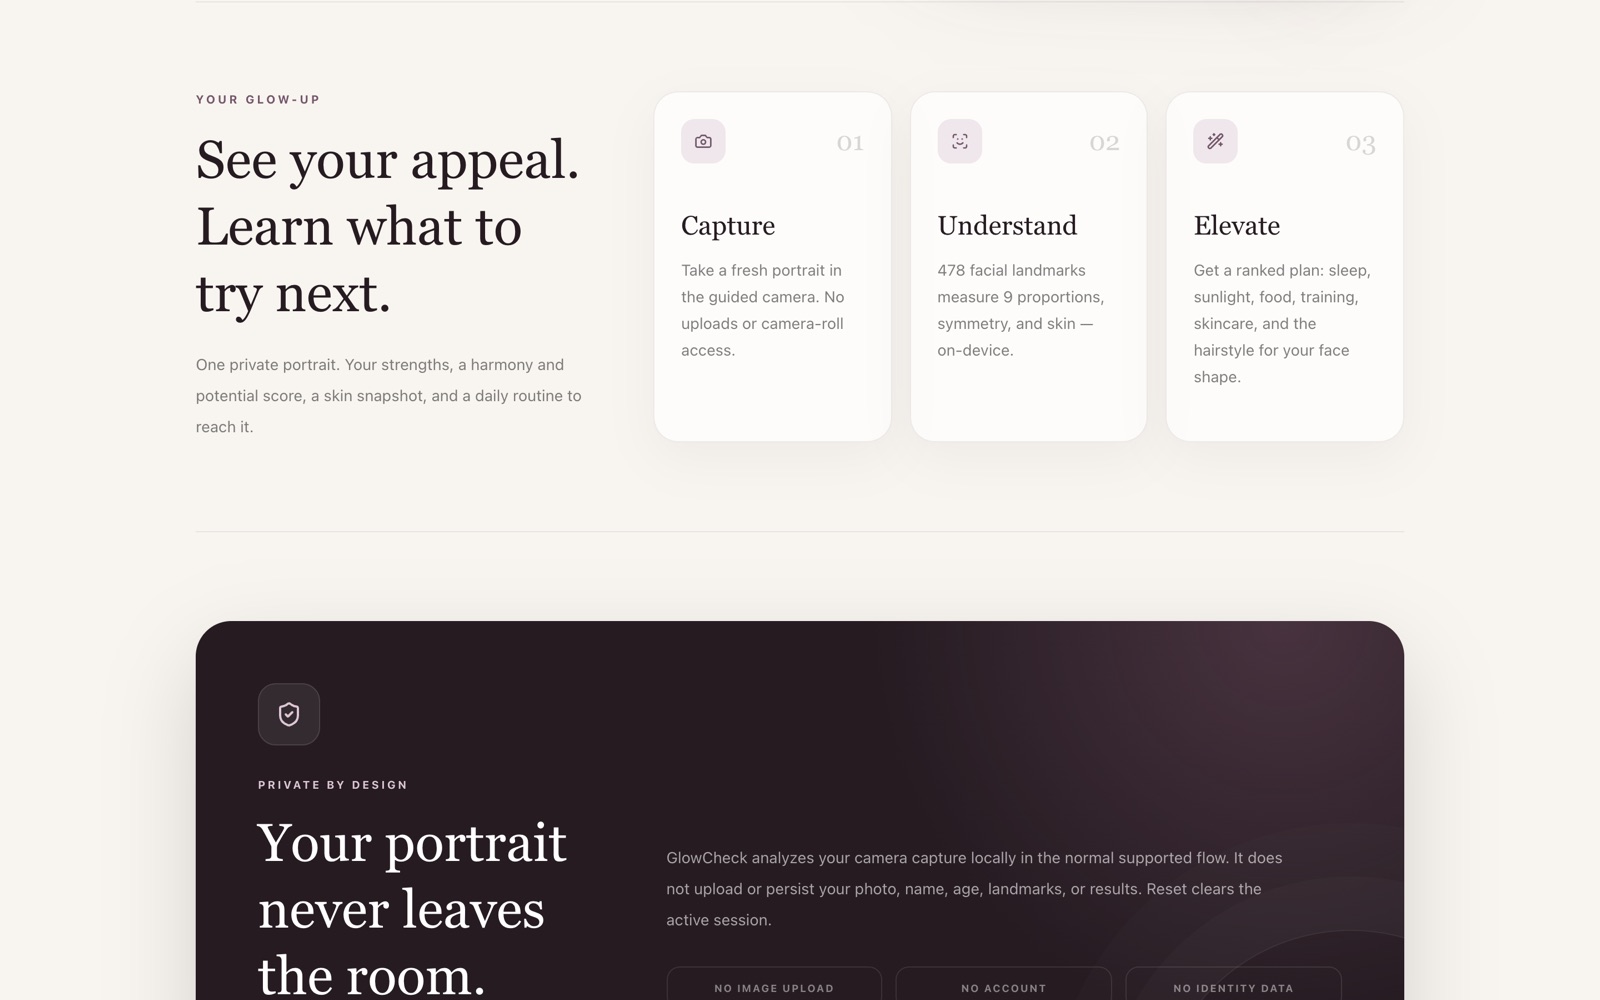 YOUR GLOW-UP
See your appeal.
Learn what to
try next.
One private portrait. Your strengths, a harmony and
potential score, a skin snapshot, and a daily routine to
reach it.
01
Capture
Take a fresh portrait in
the guided camera. No
uploads or camera-roll
access.
02
Understand
478 facial landmarks
measure 9 proportions,
symmetry, and skin —
on-device.
03
Elevate
Get a ranked plan: sleep,
sunlight, food, training,
skincare, and the
hairstyle for your face
shape.
PRIVATE BY DESIGN
Your portrait
never leaves
the room.
GlowCheck analyzes your camera capture locally in the normal supported flow. It does
not upload or persist your photo, name, age, landmarks, or results. Reset clears the
active session.
NO IMAGE UPLOAD
NO ACCOUNT
NO IDENTITY DATA